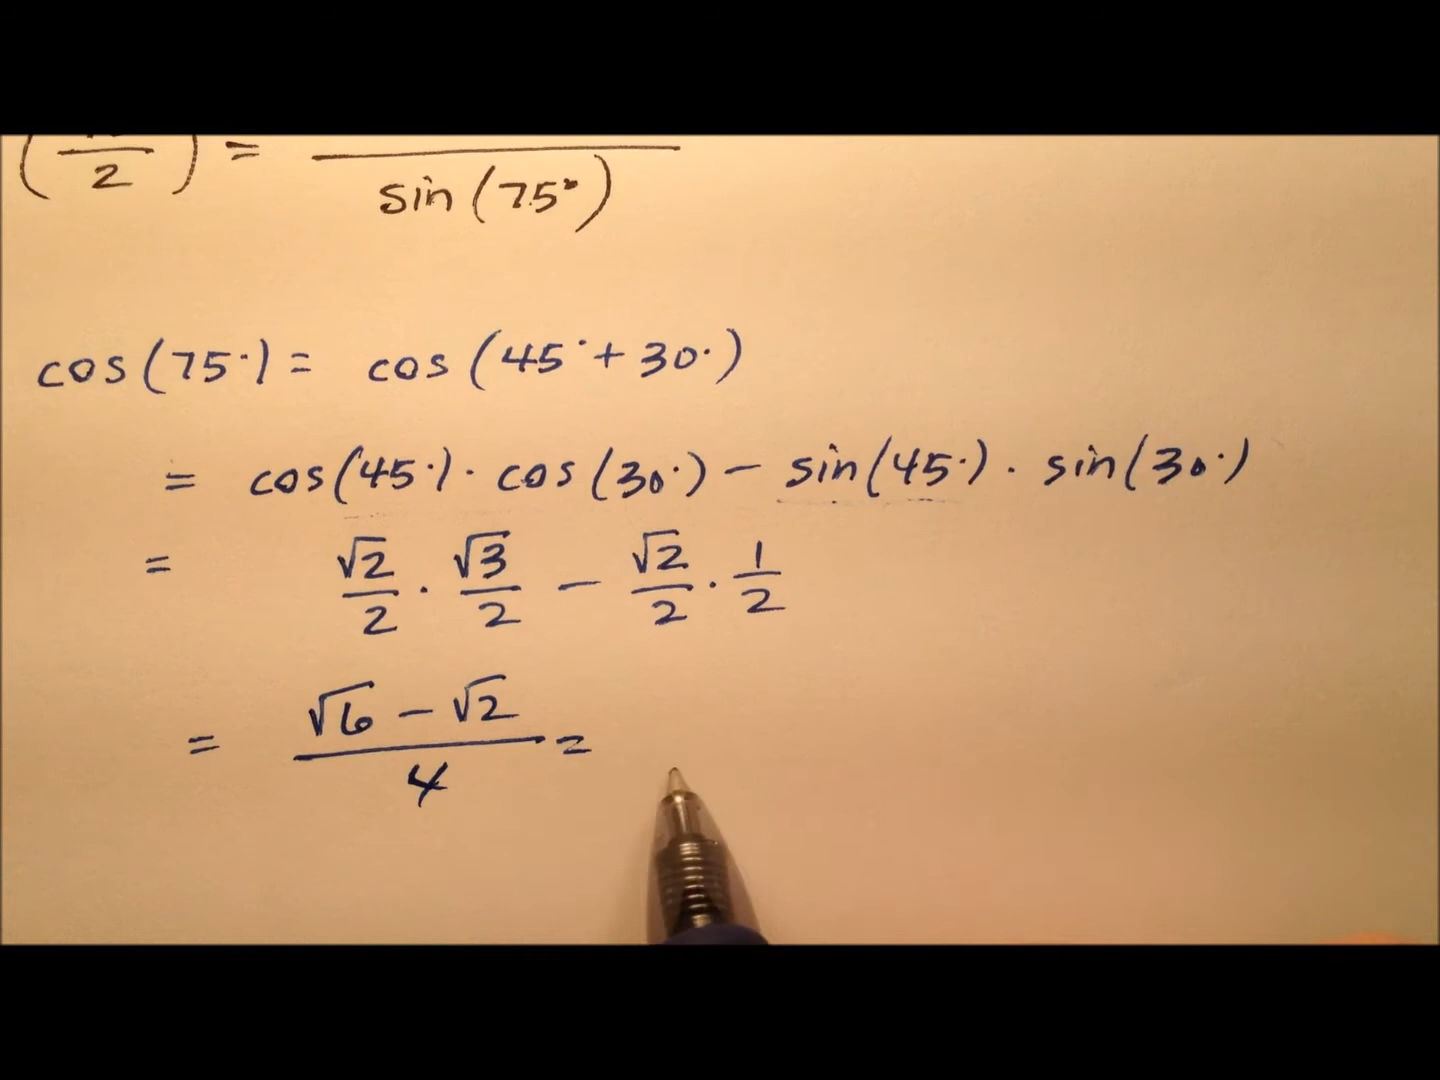 ( /2) = /sin(75°)
cos(75°) = cos(45° + 30°)
= cos(45°) · cos(30°) − sin(45°) · sin(30°)
= √2/2 · √3/2 − √2/2 · 1/2
= (√6 − √2)/4 =